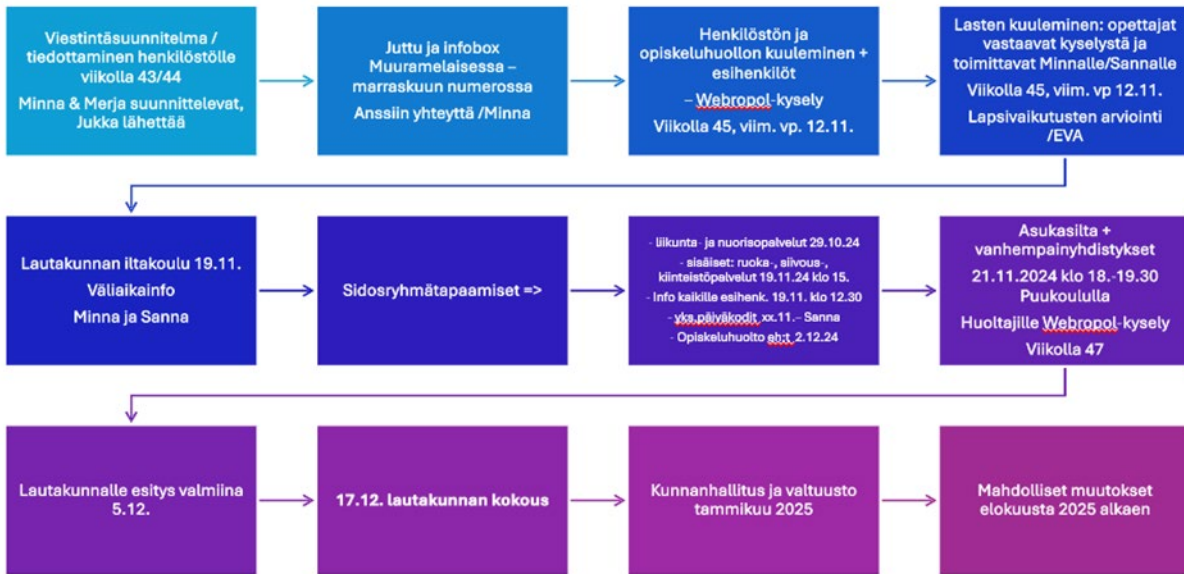 Viestintäsuunnitelma /
tiedottaminen henkilöstölle
viikolla 43/44
Minna & Merja suunnittelevat,
Jukka lähettää
Juttu ja infobox
Muuramelaisessa –
marraskuun numerossa
Anssiin yhteyttä /Minna
Henkilöstön ja
opiskeluhuollon kuuleminen +
esihenkilöt
– Webropol-kysely
Viikolla 45, viim. vp. 12.11.
Lasten kuuleminen: opettajat
vastaavat kyselystä ja
toimittavat Minnalle/Sannalle
Viikolla 45, viim. vp 12.11.
Lapsivaikutusten arviointi
/EVA
Lautakunnan iltakoulu 19.11.
Väliaikainfo
Minna ja Sanna
Sidosryhmätapaamiset =>
- liikunta- ja nuorisopalvelut 29.10.24
- sisäiset: ruoka-, siivous-,
kiinteistöpalvelut 19.11.24 klo 15.
- Info kaikille esihenk. 19.11. klo 12.30
- yks.päiväkodit xx.11.– Sanna
- Opiskeluhuolto eh:t 2.12.24
Asukasilta +
vanhempainyhdistykset
21.11.2024 klo 18.-19.30
Puukoululla
Huoltajille Webropol-kysely
Viikolla 47
Lautakunnalle esitys valmiina
5.12.
17.12. lautakunnan kokous
Kunnanhallitus ja valtuusto
tammikuu 2025
Mahdolliset muutokset
elokuusta 2025 alkaen